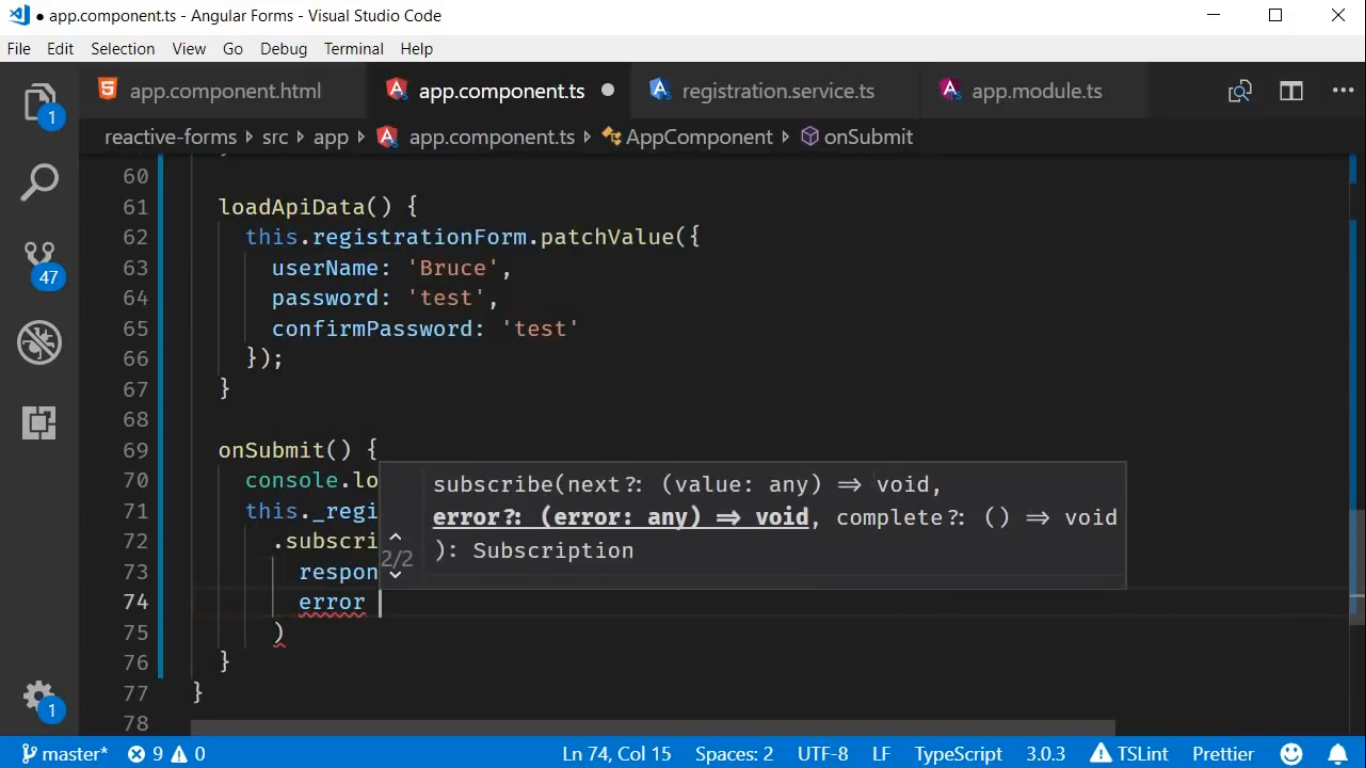 app.component.ts - Angular Forms - Visual Studio Code
File Edit Selection View Go Debug Terminal Help
app.component.html app.component.ts registration.service.ts app.module.ts
reactive-forms src app app.component.ts AppComponent onSubmit
60
61 loadApiData() {
62 this.registrationForm.patchValue({
63 userName: 'Bruce',
64 password: 'test',
65 confirmPassword: 'test'
66 });
67 }
68
69 onSubmit() {
70 console.lo
71 this._regi
72 .subscri
73 respon
74 error
75 )
76 }
77 }
78
subscribe(next?: (value: any) => void,
error?: (error: any) => void, complete?: () => void
): Subscription
2/2
1
47
1
master* 9 0 Ln 74, Col 15 Spaces: 2 UTF-8 LF TypeScript 3.0.3 TSLint Prettier